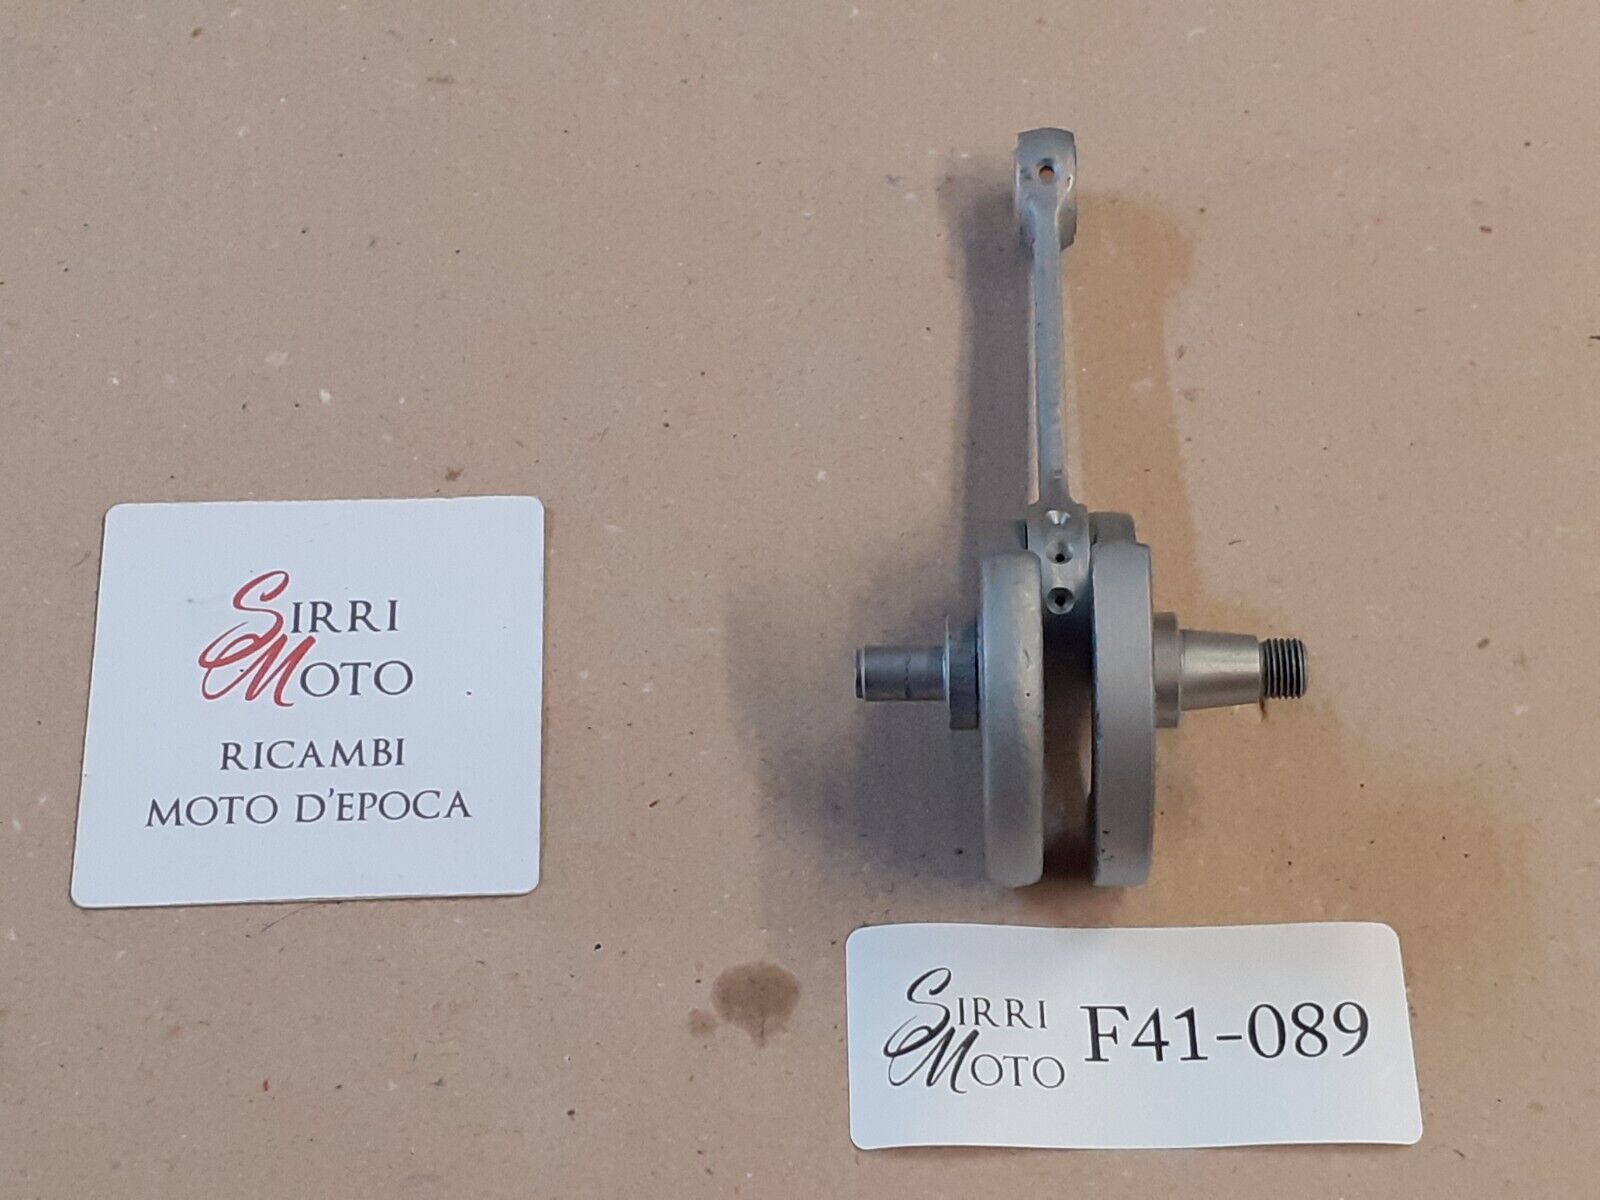 SIRRI
MOTO
RICAMBI
MOTO D'EPOCA
SIRRI
MOTO
F41-089